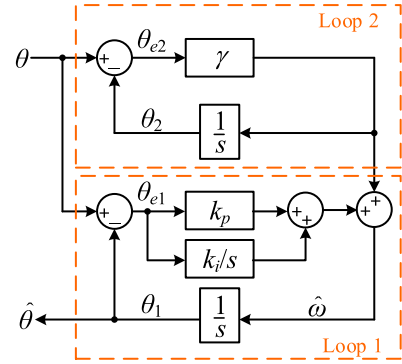 Loop 2
θ
+
−
θe2
γ
θ2
1/s
θe1
+
−
kp
+
+
+
+
ki/s
θ̂
θ1
1/s
ω̂
Loop 1